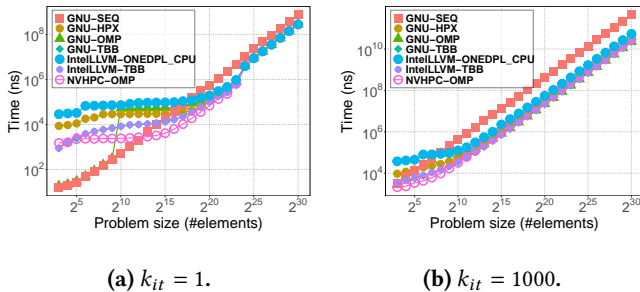 GNU-SEQ
GNU-HPX
GNU-OMP
GNU-TBB
IntelLLVM-ONEDPL_CPU
IntelLLVM-TBB
NVHPC-OMP
Time (ns)
10^8
10^6
10^4
10^2
2^5 2^10 2^15 2^20 2^25 2^30
Problem size (#elements)
(a) k_{it} = 1.
GNU-SEQ
GNU-HPX
GNU-OMP
GNU-TBB
IntelLLVM-ONEDPL_CPU
IntelLLVM-TBB
NVHPC-OMP
Time (ns)
10^10
10^8
10^6
10^4
2^5 2^10 2^15 2^20 2^25 2^30
Problem size (#elements)
(b) k_{it} = 1000.